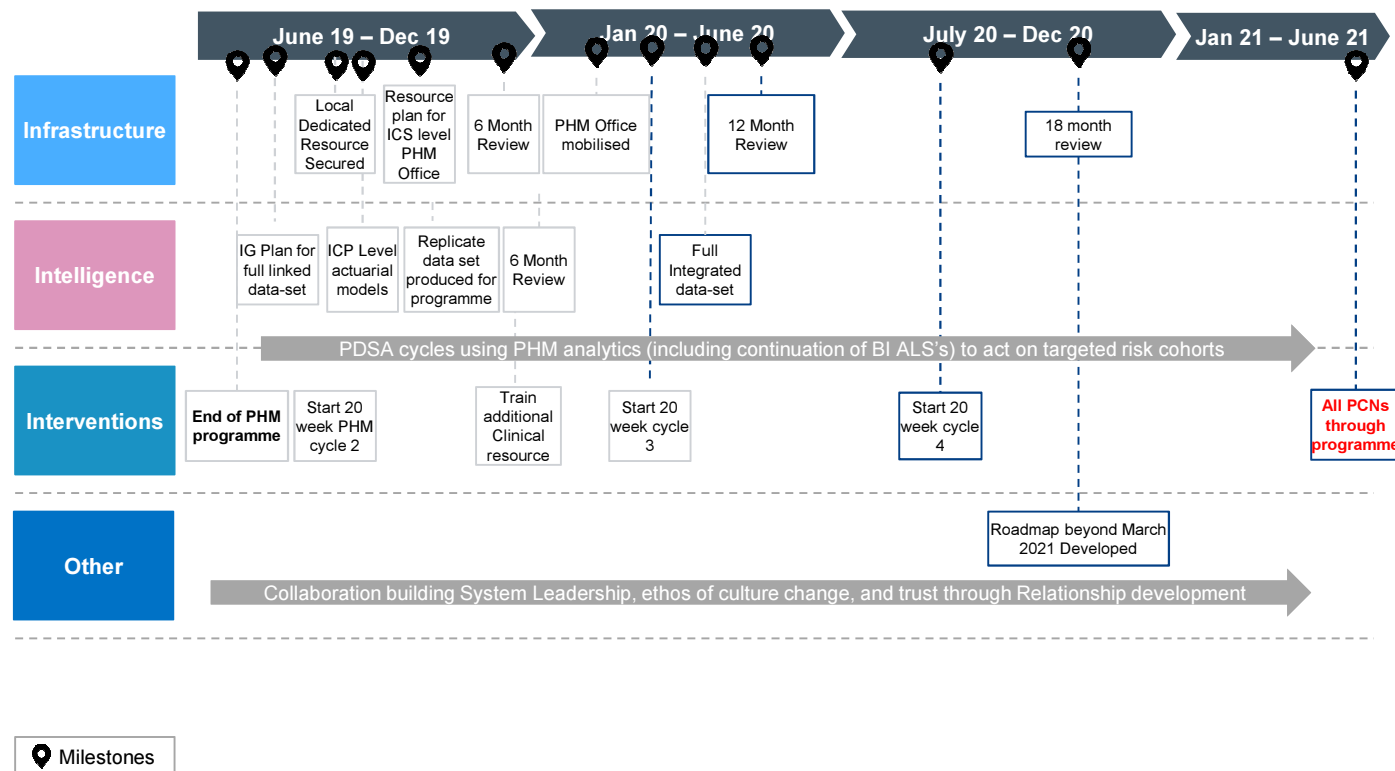 June 19 – Dec 19
Jan 20 – June 20
July 20 – Dec 20
Jan 21 – June 21
Infrastructure
Local
Dedicated
Resource
Secured
Resource
plan for
ICS level
PHM
Office
6 Month
Review
PHM Office
mobilised
12 Month
Review
18 month
review
Intelligence
IG Plan for
full linked
data-set
ICP Level
actuarial
models
Replicate
data set
produced for
programme
6 Month
Review
Full
Integrated
data-set
PDSA cycles using PHM analytics (including continuation of BI ALS's) to act on targeted risk cohorts
Interventions
End of PHM
programme
Start 20
week PHM
cycle 2
Train
additional
Clinical
resource
Start 20
week cycle
3
Start 20
week cycle
4
All PCNs
through
programme
Other
Roadmap beyond March
2021 Developed
Collaboration building System Leadership, ethos of culture change, and trust through Relationship development
Milestones